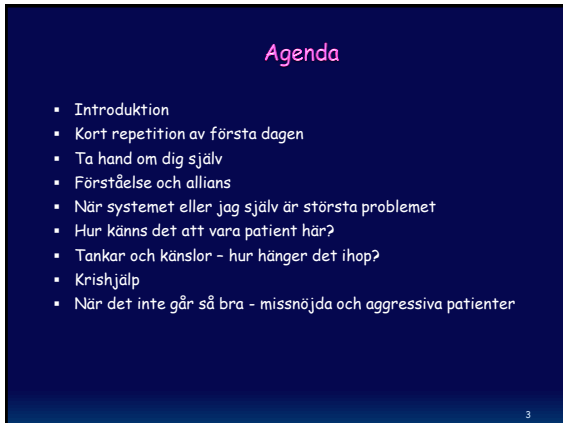 Agenda
▪ Introduktion
▪ Kort repetition av första dagen
▪ Ta hand om dig själv
▪ Förståelse och allians
▪ När systemet eller jag själv är största problemet
▪ Hur känns det att vara patient här?
▪ Tankar och känslor – hur hänger det ihop?
▪ Krishjälp
▪ När det inte går så bra - missnöjda och aggressiva patienter
3